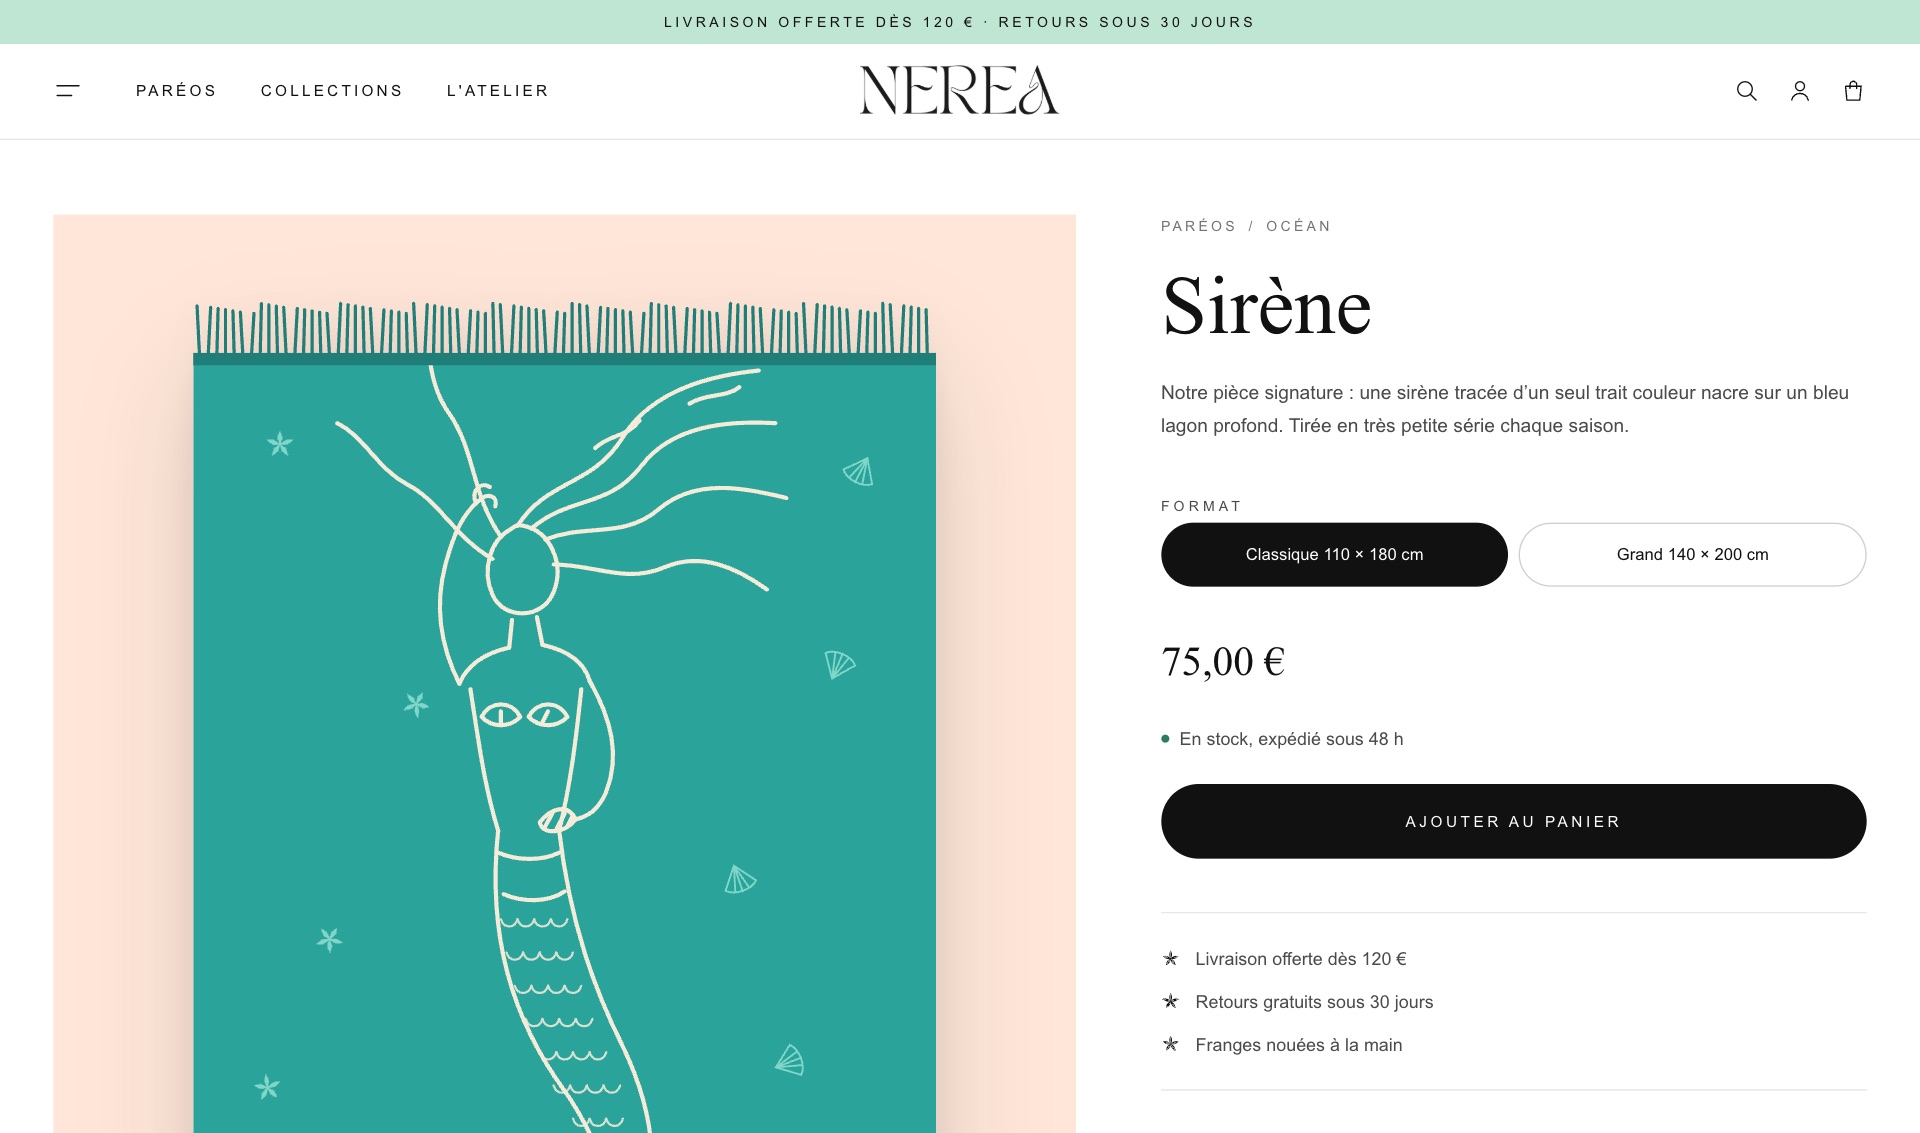 LIVRAISON OFFERTE DÈS 120 € · RETOURS SOUS 30 JOURS
PARÉOS COLLECTIONS L'ATELIER
NEREA
PARÉOS / OCÉAN
Sirène
Notre pièce signature : une sirène tracée d’un seul trait couleur nacre sur un bleu
lagon profond. Tirée en très petite série chaque saison.
FORMAT
Classique 110 × 180 cm
Grand 140 × 200 cm
75,00 €
En stock, expédié sous 48 h
AJOUTER AU PANIER
Livraison offerte dès 120 €
Retours gratuits sous 30 jours
Franges nouées à la main